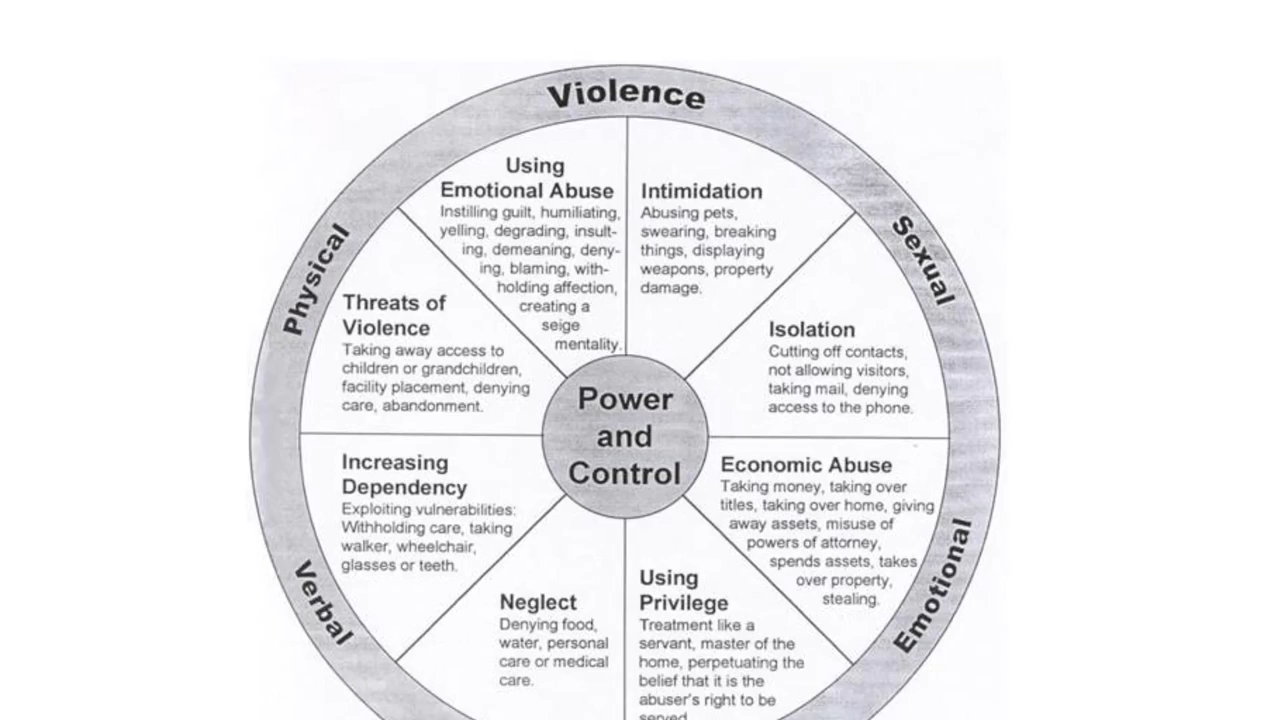 Violence
Physical
Sexual
Verbal
Emotional
Power
and
Control
Using
Emotional Abuse
Instilling guilt, humiliating,
yelling, degrading, insult-
ing, demeaning, deny-
ing, blaming, with-
holding affection,
creating a
seige
mentality.
Intimidation
Abusing pets,
swearing, breaking
things, displaying
weapons, property
damage.
Isolation
Cutting off contacts,
not allowing visitors,
taking mail, denying
access to the phone.
Economic Abuse
Taking money, taking over
titles, taking over home, giving
away assets, misuse of
powers of attorney,
spends assets, takes
over property,
stealing.
Using
Privilege
Treatment like a
servant, master of the
home, perpetuating the
belief that it is the
abuser's right to be
served
Neglect
Denying food,
water, personal
care or medical
care.
Increasing
Dependency
Exploiting vulnerabilities:
Withholding care, taking
walker, wheelchair,
glasses or teeth.
Threats of
Violence
Taking away access to
children or grandchildren,
facility placement, denying
care, abandonment.